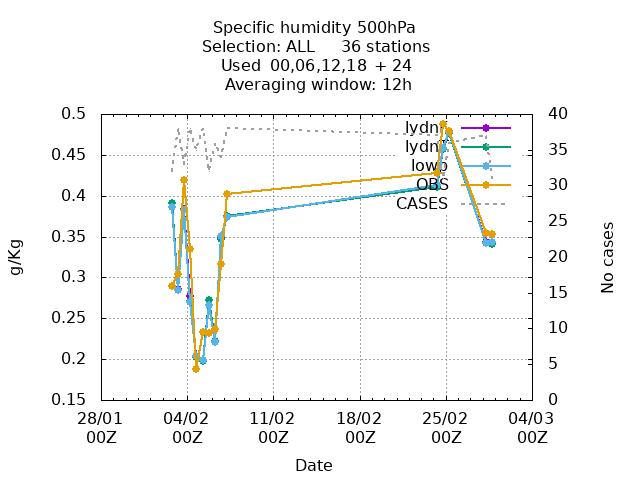 Specific humidity 500hPa
Selection: ALL 36 stations
Used 00,06,12,18 + 24
Averaging window: 12h
0.5
0.45
0.4
0.35
0.3
0.25
0.2
0.15
40
35
30
25
20
15
10
5
0
g/Kg
No cases
lydn
lydn
lowp
OBS
CASES
28/01 04/02 11/02 18/02 25/02 04/03
00Z 00Z 00Z 00Z 00Z 00Z
Date